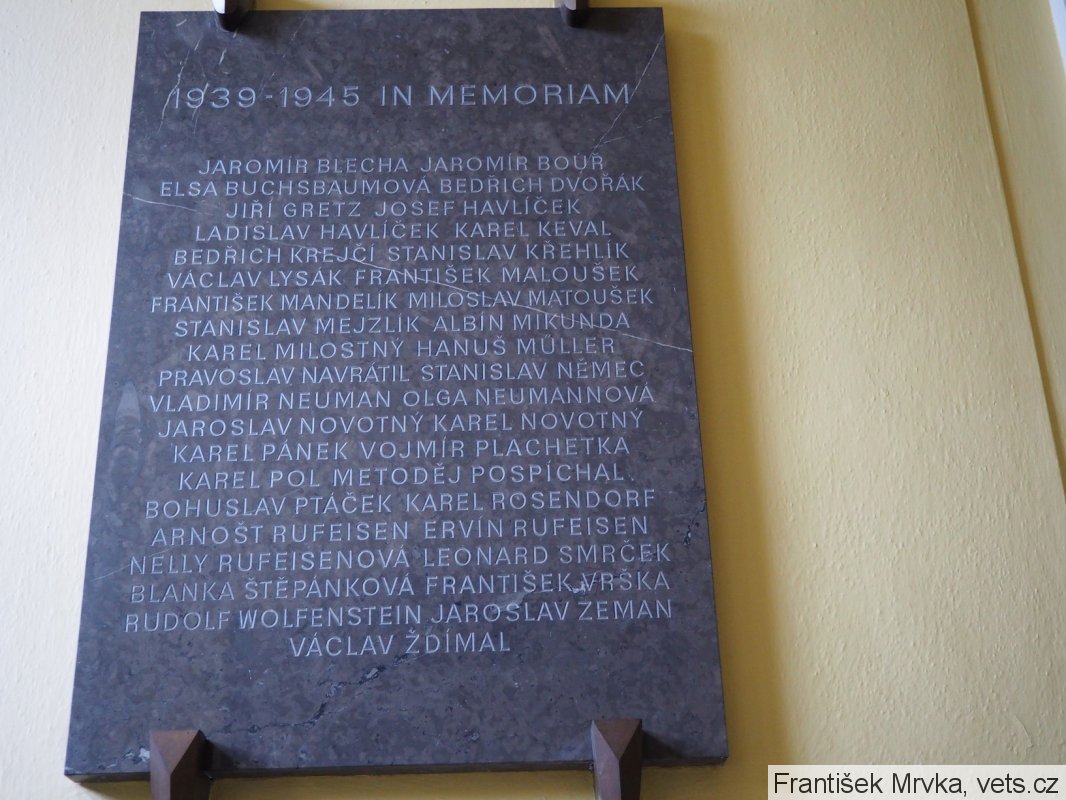 1939-1945 IN MEMORIAM
JAROMÍR BLECHA JAROMÍR BOUŘ
ELSA BUCHSBAUMOVÁ BEDŘICH DVOŘÁK
JIŘÍ GRETZ JOSEF HAVLÍČEK
LADISLAV HAVLÍČEK KAREL KEVAL
BEDŘICH KREJČÍ STANISLAV KŘEHLÍK
VÁCLAV LYSÁK FRANTIŠEK MALOUŠEK
FRANTIŠEK MANDELÍK MILOSLAV MATOUŠEK
STANISLAV MEJZLÍK ALBÍN MIKUNDA
KAREL MILOSTNÝ HANUŠ MŰLLER
PRAVOSLAV NAVRÁTIL STANISLAV NĚMEC
VLADIMÍR NEUMAN OLGA NEUMANNOVÁ
JAROSLAV NOVOTNÝ KAREL NOVOTNÝ
KAREL PÁNEK VOJMÍR PLACHETKA
KAREL POL METODĚJ POSPÍCHAL
BOHUSLAV PTÁČEK KAREL ROSENDORF
ARNOŠT RUFEISEN ERVÍN RUFEISEN
NELLY RUFEISENOVÁ LEONARD SMRČEK
BLANKA ŠTĚPÁNKOVÁ FRANTIŠEK VRŠKA
RUDOLF WOLFENSTEIN JAROSLAV ZEMAN
VÁCLAV ŽDÍMAL
František Mrvka, vets.cz